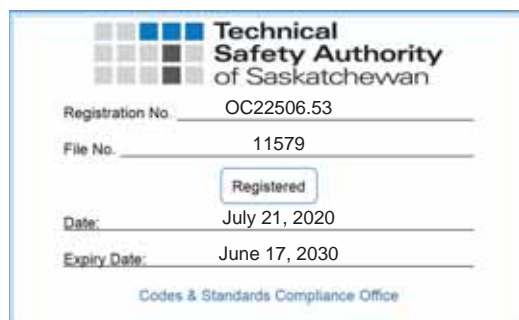 Technical
Safety Authority
of Saskatchewan
Registration No. OC22506.53
File No. 11579
Registered
Date: July 21, 2020
Expiry Date: June 17, 2030
Codes & Standards Compliance Office